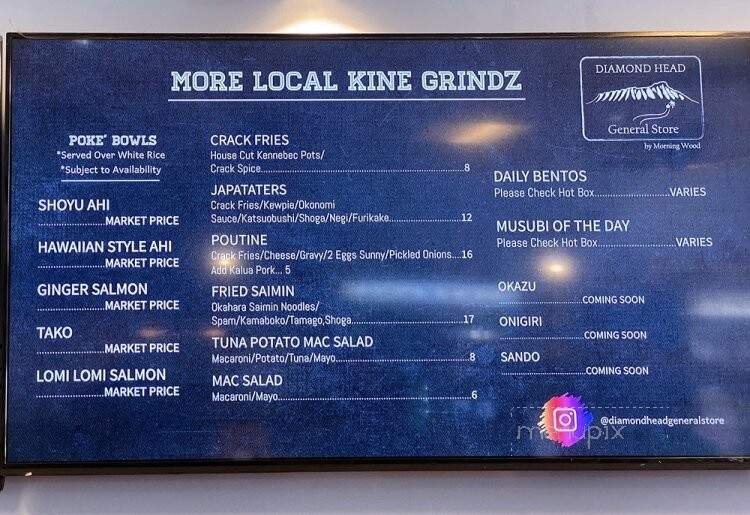 MORE LOCAL KINE GRINDZ
POKE' BOWLS
*Served Over White Rice
*Subject to Availability
SHOYU AHI
MARKET PRICE
HAWAIIAN STYLE AHI
MARKET PRICE
GINGER SALMON
MARKET PRICE
TAKO
MARKET PRICE
LOMI LOMI SALMON
MARKET PRICE
CRACK FRIES
House Cut Kennebec Pots/
Crack Spice 8
JAPATATERS
Crack Fries/Kewpie/Okonomi
Sauce/Katsuobushi/Shoga/Negi/Furikake 12
POUTINE
Crack Fries/Cheese/Gravy/2 Eggs Sunny/Pickled Onions....16
Add Kalua Pork... 5
FRIED SAIMIN
Okahara Saimin Noodles/
Spam/Kamaboko/Tamago,Shoga 17
TUNA POTATO MAC SALAD
Macaroni/Potato/Tuna/Mayo 8
MAC SALAD
Macaroni/Mayo 6
DIAMOND HEAD
General Store
by Morning Wood
DAILY BENTOS
Please Check Hot Box VARIES
MUSUBI OF THE DAY
Please Check Hot Box VARIES
OKAZU
COMING SOON
ONIGIRI
COMING SOON
SANDO
COMING SOON
@diamondheadgeneralstore
menupix